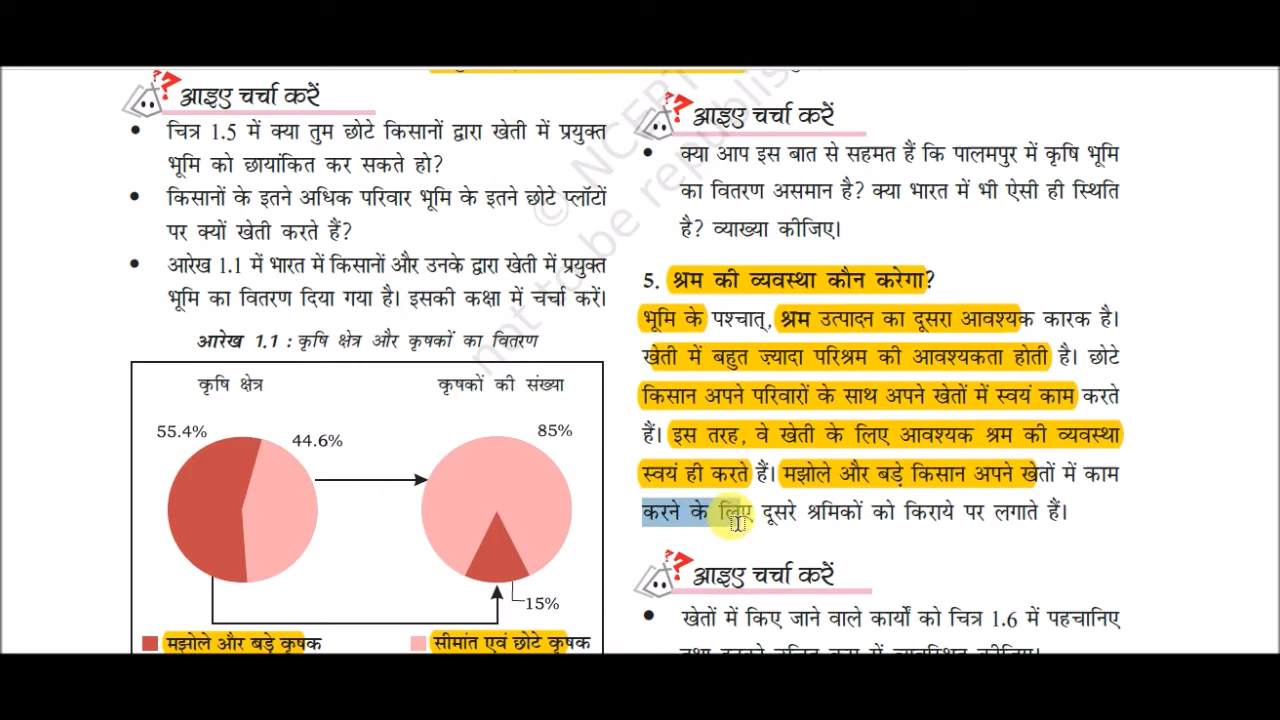 आइए चर्चा करें
• चित्र 1.5 में क्या तुम छोटे किसानों द्वारा खेती में प्रयुक्त
भूमि को छायांकित कर सकते हो?
• किसानों के इतने अधिक परिवार भूमि के इतने छोटे प्लॉटों
पर क्यों खेती करते हैं?
• आरेख 1.1 में भारत में किसानों और उनके द्वारा खेती में प्रयुक्त
भूमि का वितरण दिया गया है। इसकी कक्षा में चर्चा करें।
आरेख 1.1 : कृषि क्षेत्र और कृषकों का वितरण
कृषि क्षेत्र
कृषकों की संख्या
55.4%
44.6%
85%
15%
मझोले और बड़े कृषक
सीमांत एवं छोटे कृषक
आइए चर्चा करें
• क्या आप इस बात से सहमत हैं कि पालमपुर में कृषि भूमि
का वितरण असमान है? क्या भारत में भी ऐसी ही स्थिति
है? व्याख्या कीजिए।
5. श्रम की व्यवस्था कौन करेगा?
भूमि के पश्चात्, श्रम उत्पादन का दूसरा आवश्यक कारक है।
खेती में बहुत ज़्यादा परिश्रम की आवश्यकता होती है। छोटे
किसान अपने परिवारों के साथ अपने खेतों में स्वयं काम करते
हैं। इस तरह, वे खेती के लिए आवश्यक श्रम की व्यवस्था
स्वयं ही करते हैं। मझोले और बड़े किसान अपने खेतों में काम
करने के लिए दूसरे श्रमिकों को किराये पर लगाते हैं।
आइए चर्चा करें
• खेतों में किए जाने वाले कार्यों को चित्र 1.6 में पहचानिए
© NCERT
not to be republis